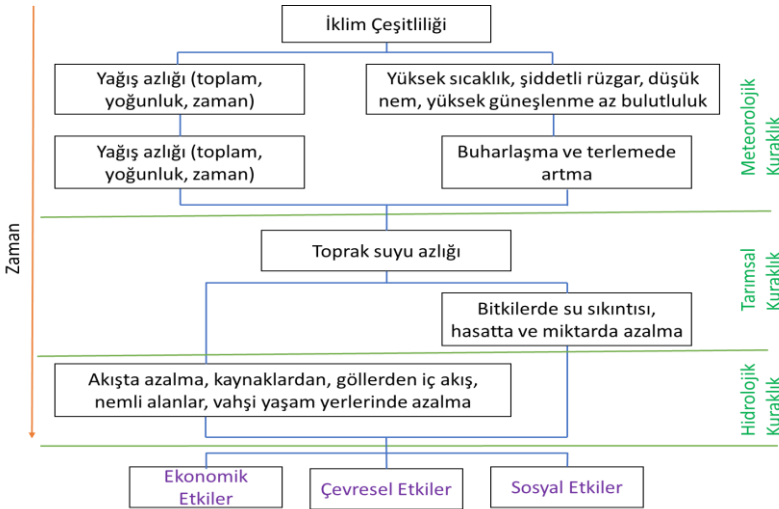 İklim Çeşitliliği
Yağış azlığı (toplam,
yoğunluk, zaman)
Yüksek sıcaklık, şiddetli rüzgar, düşük
nem, yüksek güneşlenme az bulutluluk
Yağış azlığı (toplam,
yoğunluk, zaman)
Buharlaşma ve terlemede
artma
Meteorolojik
Kuraklık
Zaman
Toprak suyu azlığı
Bitkilerde su sıkıntısı,
hasatta ve miktarda azalma
Tarımsal
Kuraklık
Akışta azalma, kaynaklardan, göllerden iç akış,
nemli alanlar, vahşi yaşam yerlerinde azalma
Hidrolojik
Kuraklık
Ekonomik
Etkiler
Çevresel Etkiler
Sosyal Etkiler